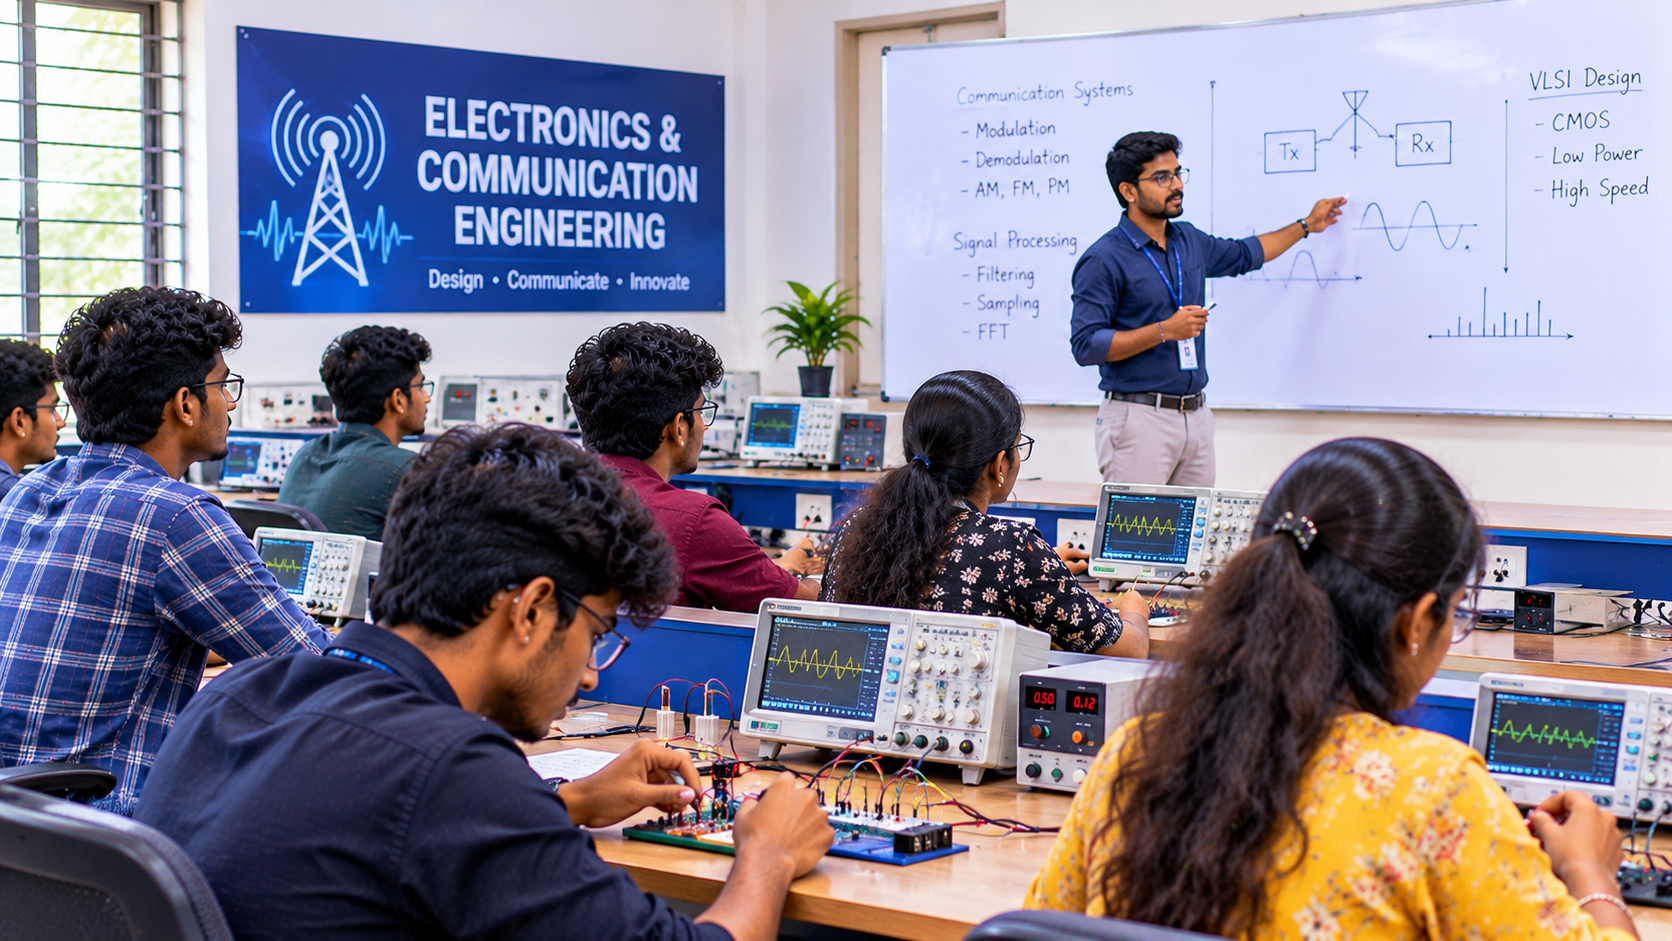 ELECTRONICS &
COMMUNICATION
ENGINEERING
Design • Communicate • Innovate
Communication Systems
- Modulation
- Demodulation
- AM, FM, PM
Signal Processing
- Filtering
- Sampling
- FFT
Tx
Rx
VLSI Design
- CMOS
- Low Power
- High Speed
0.50
0.12